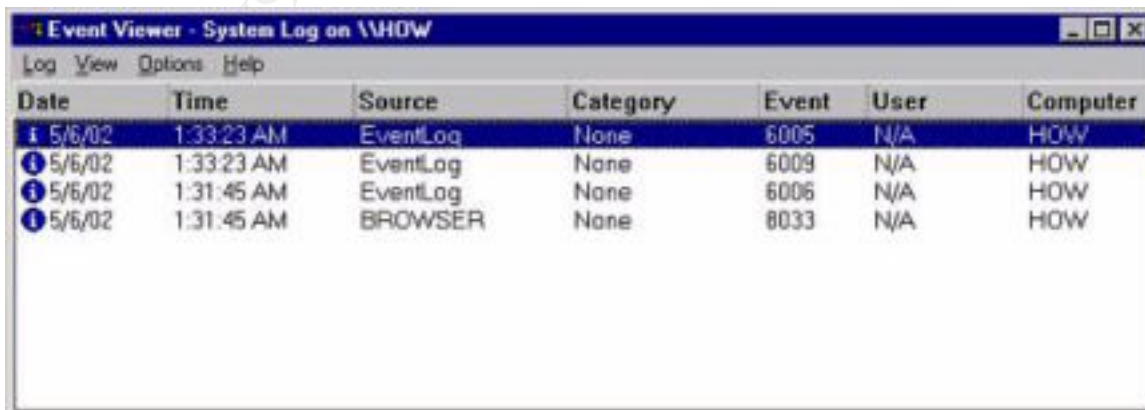 Event Viewer - System Log on \\HOW
Log View Options Help
Date Time Source Category Event User Computer
5/6/02 1:33:23 AM EventLog None 6005 N/A HOW
5/6/02 1:33:23 AM EventLog None 6009 N/A HOW
5/6/02 1:31:45 AM EventLog None 6006 N/A HOW
5/6/02 1:31:45 AM BROWSER None 8033 N/A HOW